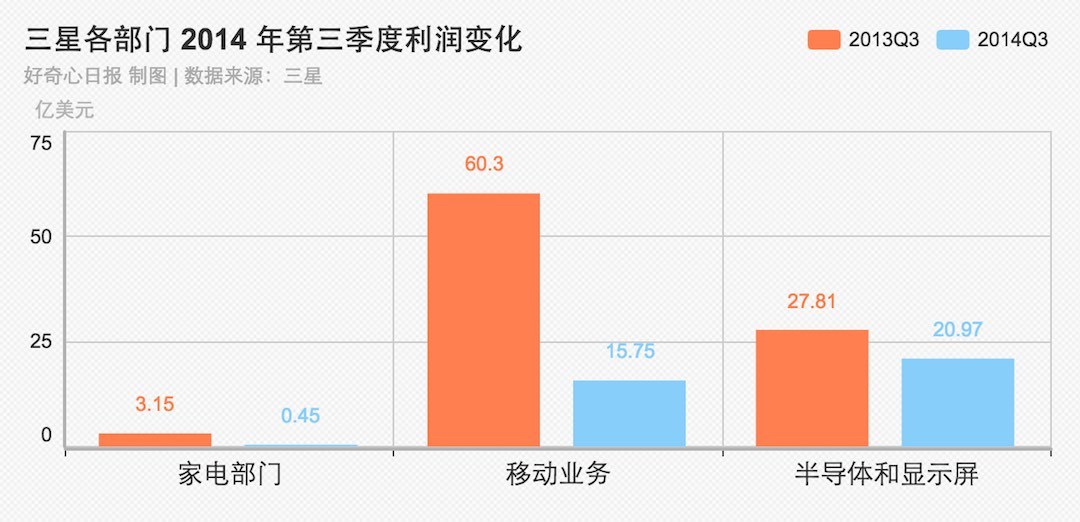 三星各部门 2014 年第三季度利润变化
2013Q3 2014Q3
好奇心日报 制图 | 数据来源：三星
亿美元
75
50
25
0
60.3
27.81
20.97
15.75
3.15
0.45
家电部门 移动业务 半导体和显示屏